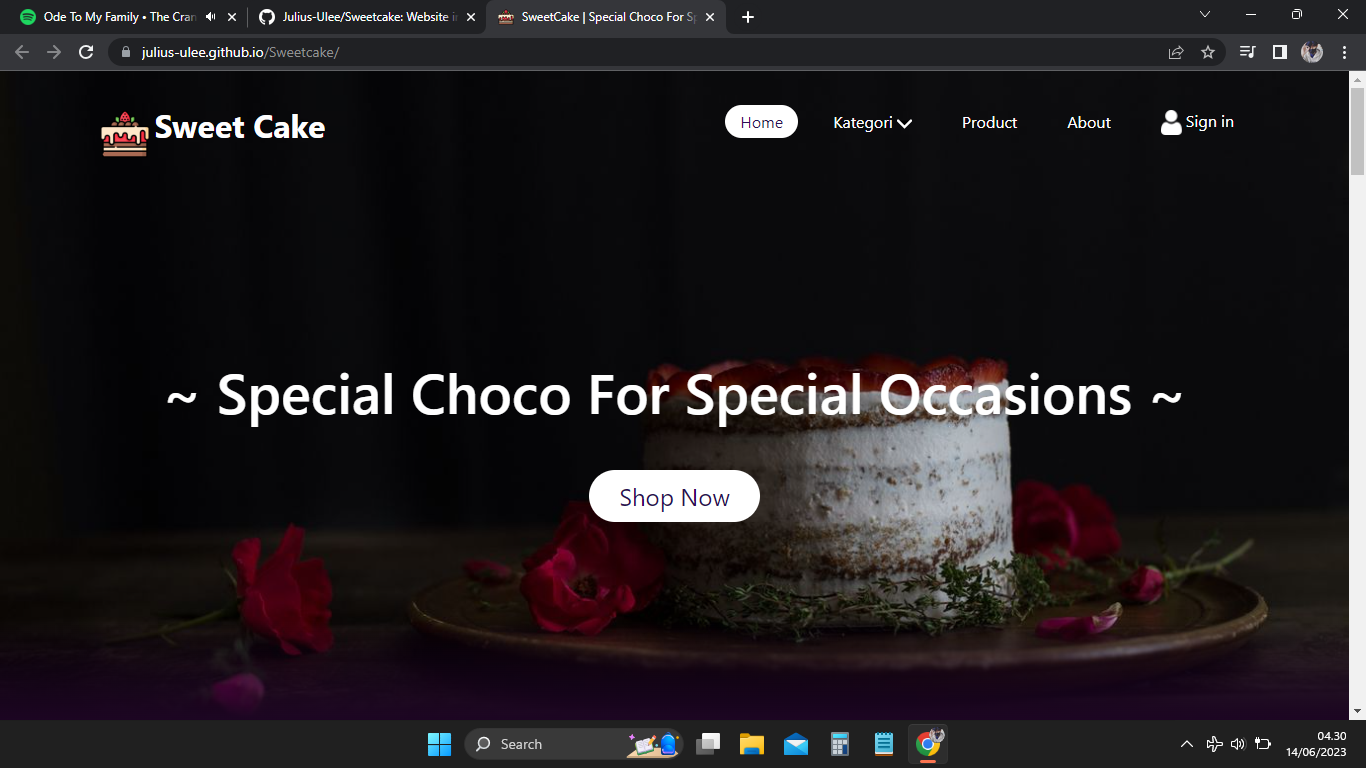 Ode To My Family • The Cran
Julius-Ulee/Sweetcake: Website i
SweetCake | Special Choco For S
julius-ulee.github.io/Sweetcake/
Sweet Cake
Home
Kategori
Product
About
Sign in
~ Special Choco For Special Occasions ~
Shop Now
Search
04.30
14/06/2023